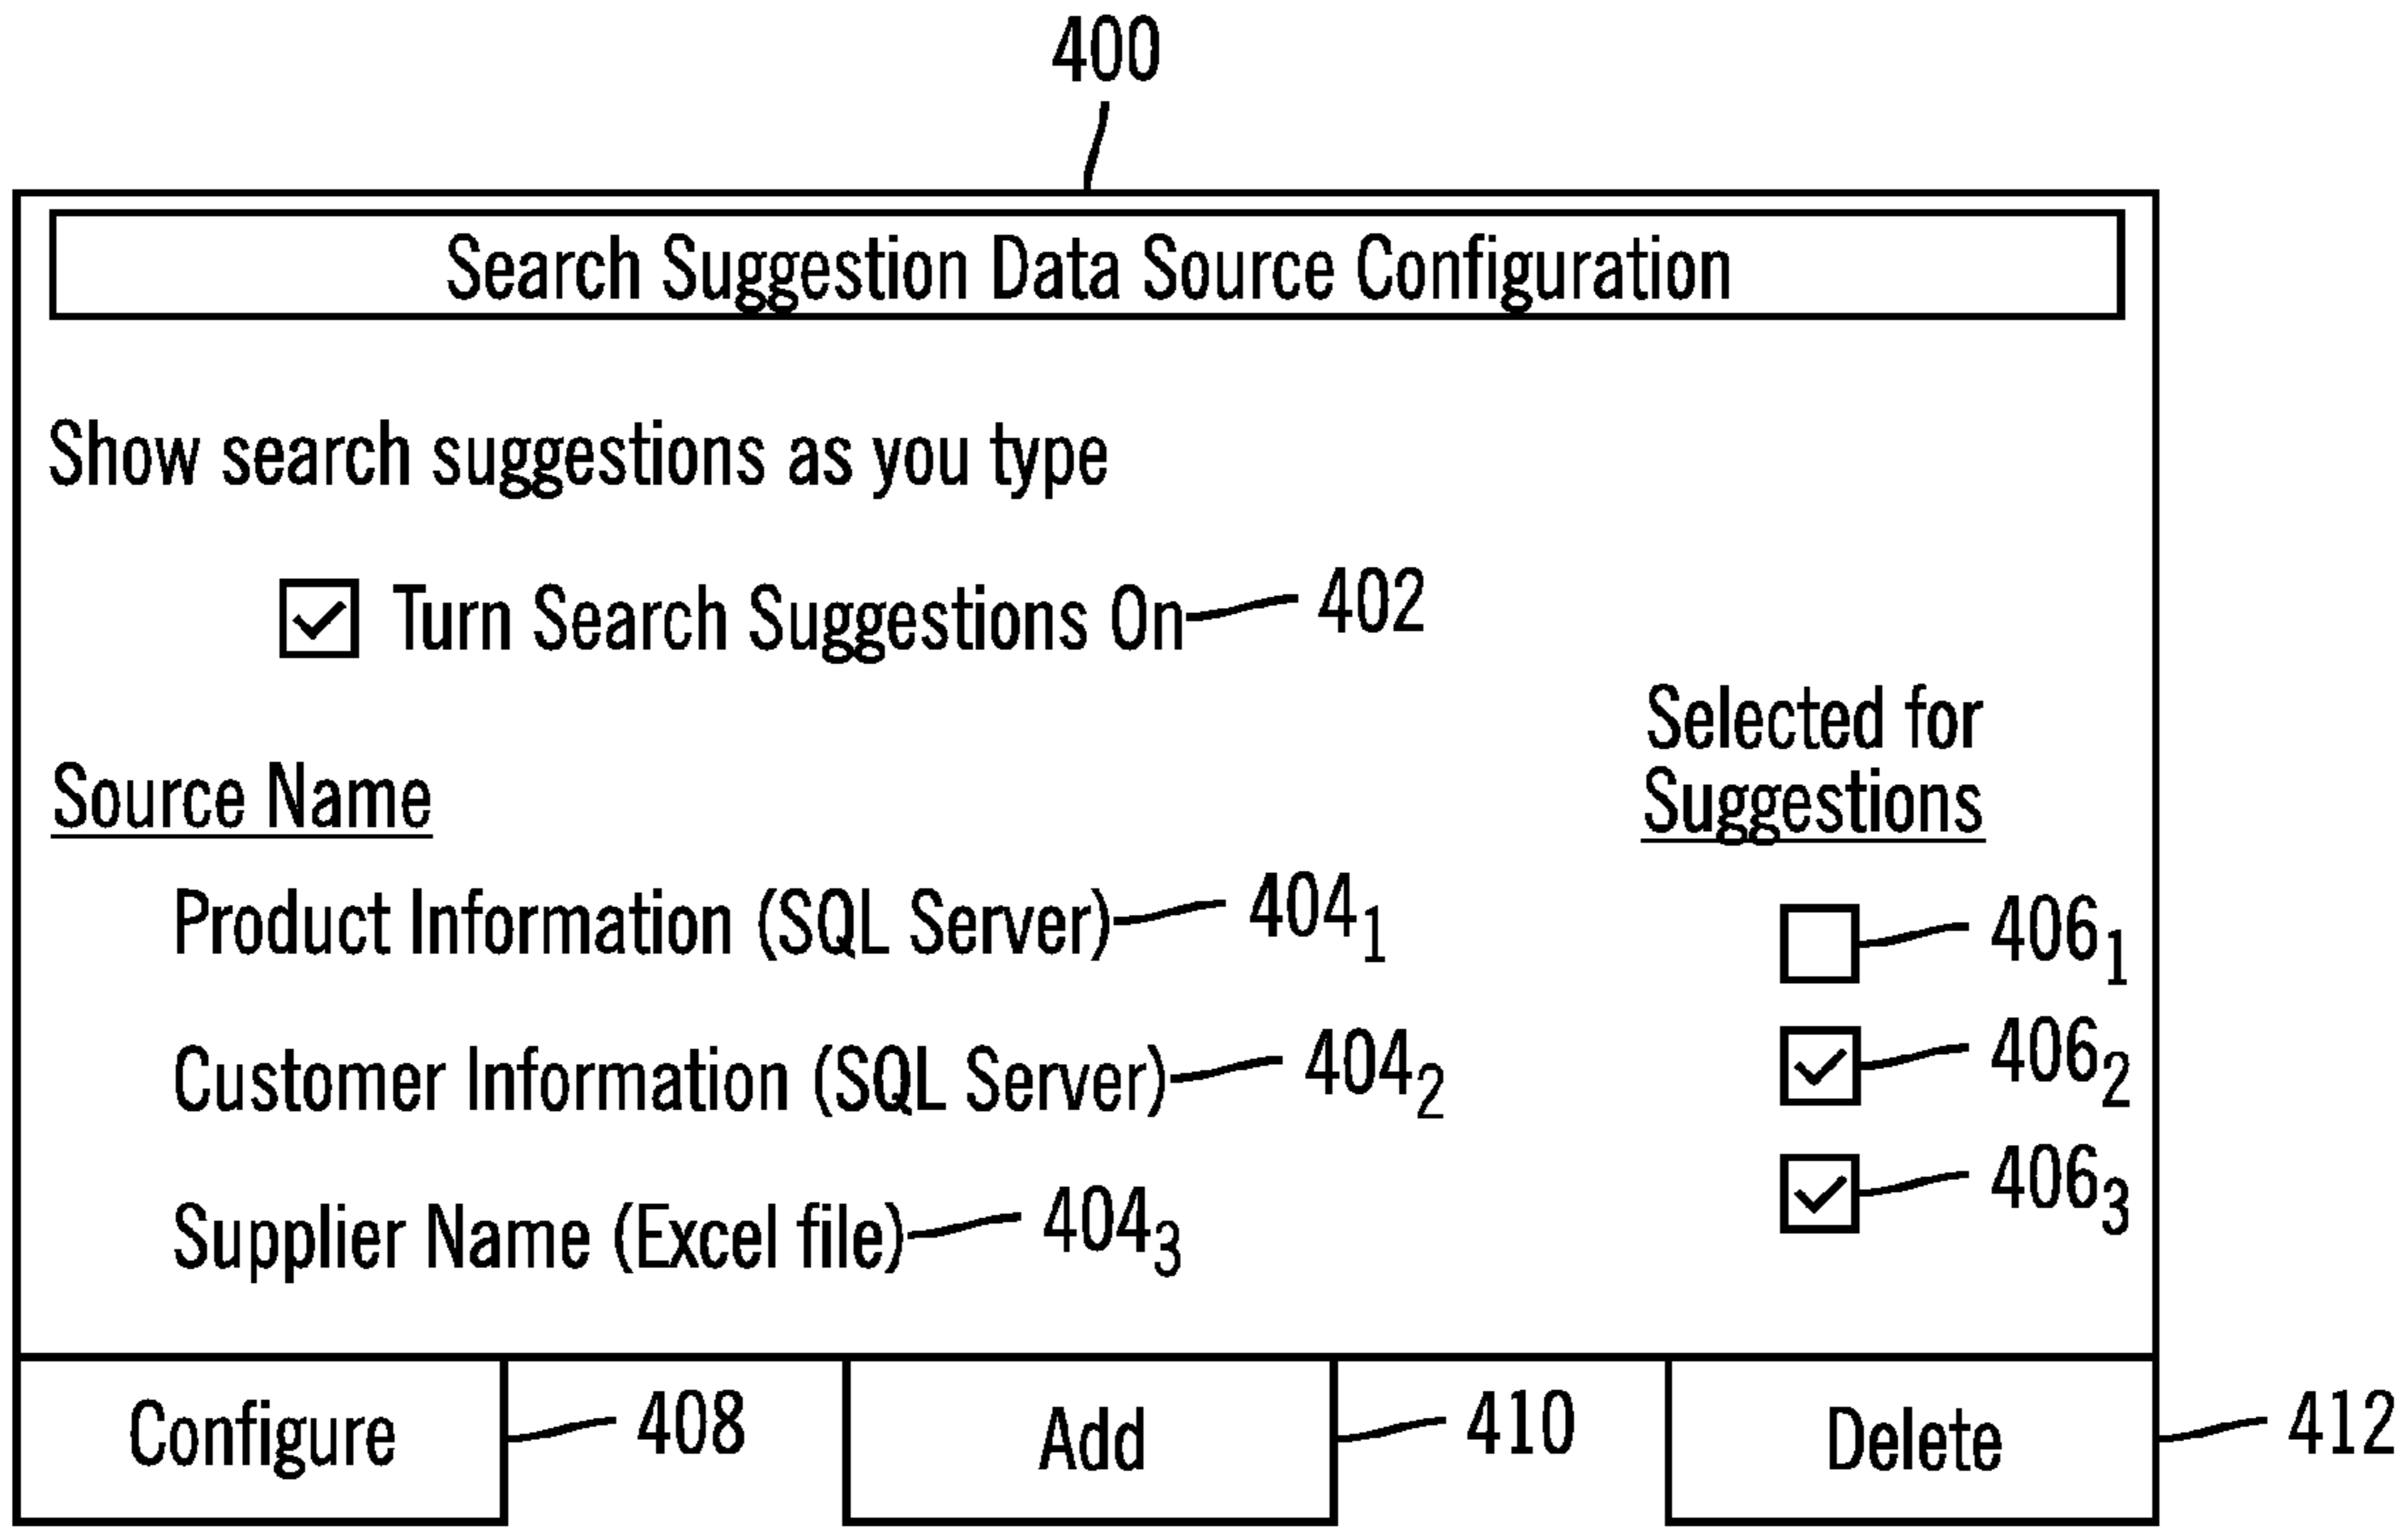 400
Search Suggestion Data Source Configuration
Show search suggestions as you type
Turn Search Suggestions On 402
Selected for
Source Name Suggestions
Product Information (SQL Server) 404₁ 406₁
Customer Information (SQL Server) 404₂ 406₂
Supplier Name (Excel file) 404₃ 406₃
Configure 408 Add 410 Delete 412